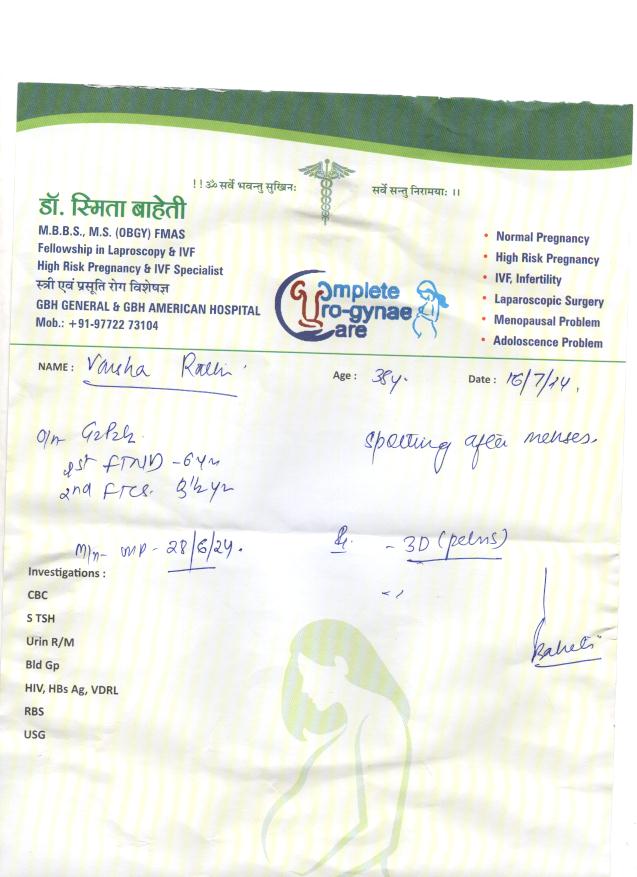 !! ॐ सर्वे भवन्तु सुखिनः सर्वे सन्तु निरामयाः ।।
डॉ. स्मिता बाहेती
M.B.B.S., M.S. (OBGY) FMAS
Fellowship in Laproscopy & IVF
High Risk Pregnancy & IVF Specialist
स्त्री एवं प्रसूति रोग विशेषज्ञ
GBH GENERAL & GBH AMERICAN HOSPITAL
Mob.: +91-97722 73104
Complete
Uro-gynae
Care
• Normal Pregnancy
• High Risk Pregnancy
• IVF, Infertility
• Laparoscopic Surgery
• Menopausal Problem
• Adoloscence Problem
NAME : Varsha Age : 38y. Date : 16/7/24,
O/H G2P2L2
1st FTND - 6 yr
2nd FTCS. 3½ yr
spotting after menses.
M/H- LMP - 28/6/24.
- 3D (pelvis)
Investigations :
CBC
S TSH
Urin R/M
Bld Gp
HIV, HBs Ag, VDRL
RBS
USG
Baheti